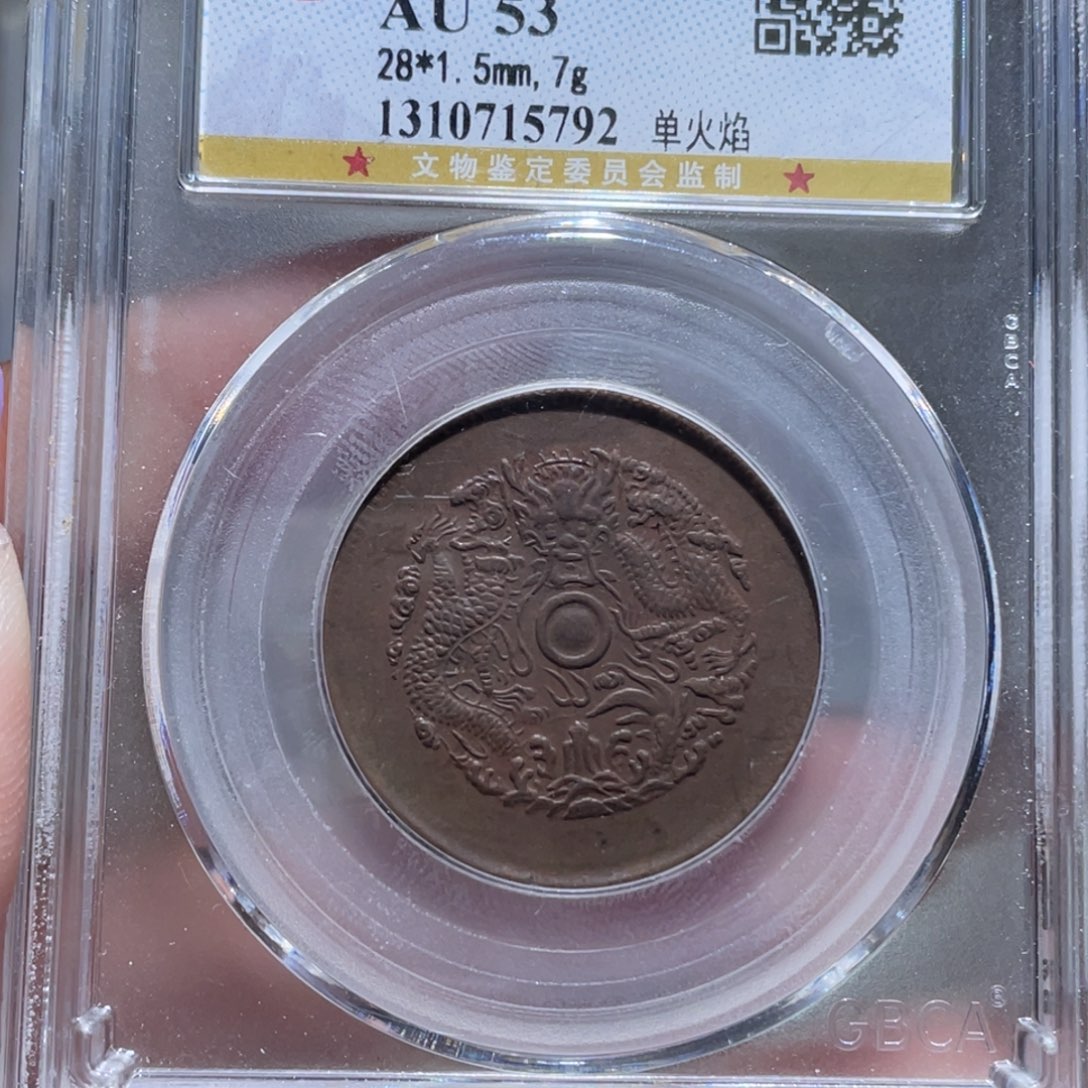 AU 53
28*1.5mm, 7g
1310715792 单火焰
文物鉴定委员会监制
GBCA
GBCA®